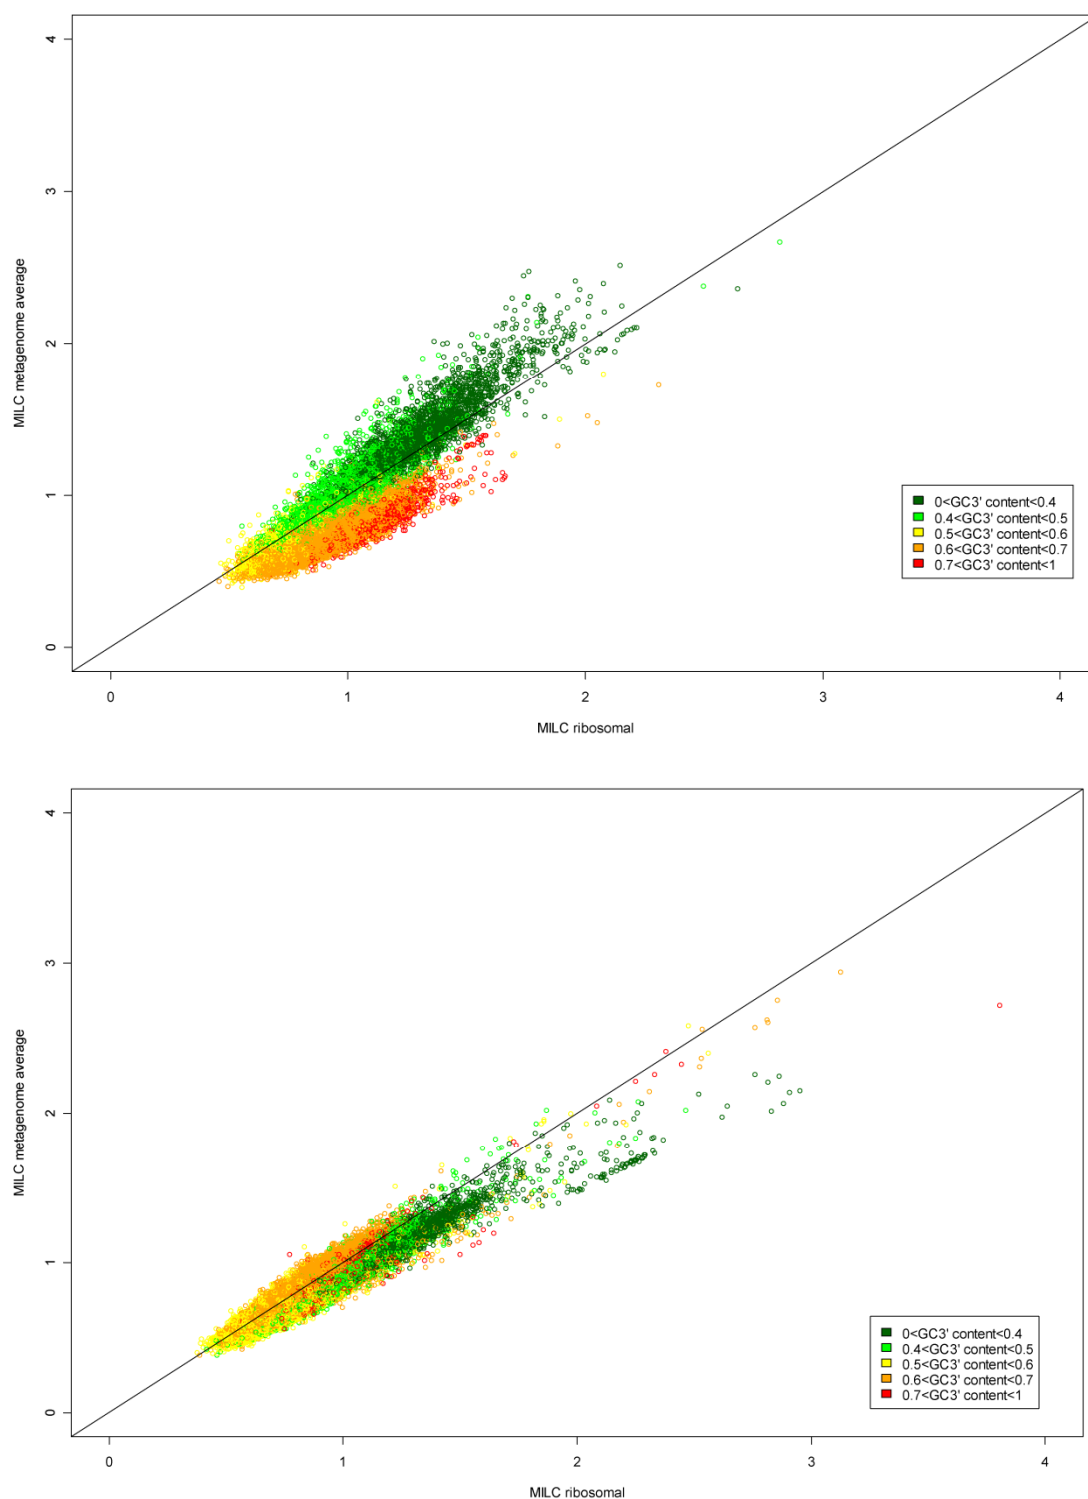 4
3
2
1
0
MILC metagenome average
0<GC3' content<0.4
0.4<GC3' content<0.5
0.5<GC3' content<0.6
0.6<GC3' content<0.7
0.7<GC3' content<1
0 1 2 3 4
MILC ribosomal
4
3
2
1
0
MILC metagenome average
0<GC3' content<0.4
0.4<GC3' content<0.5
0.5<GC3' content<0.6
0.6<GC3' content<0.7
0.7<GC3' content<1
0 1 2 3 4
MILC ribosomal